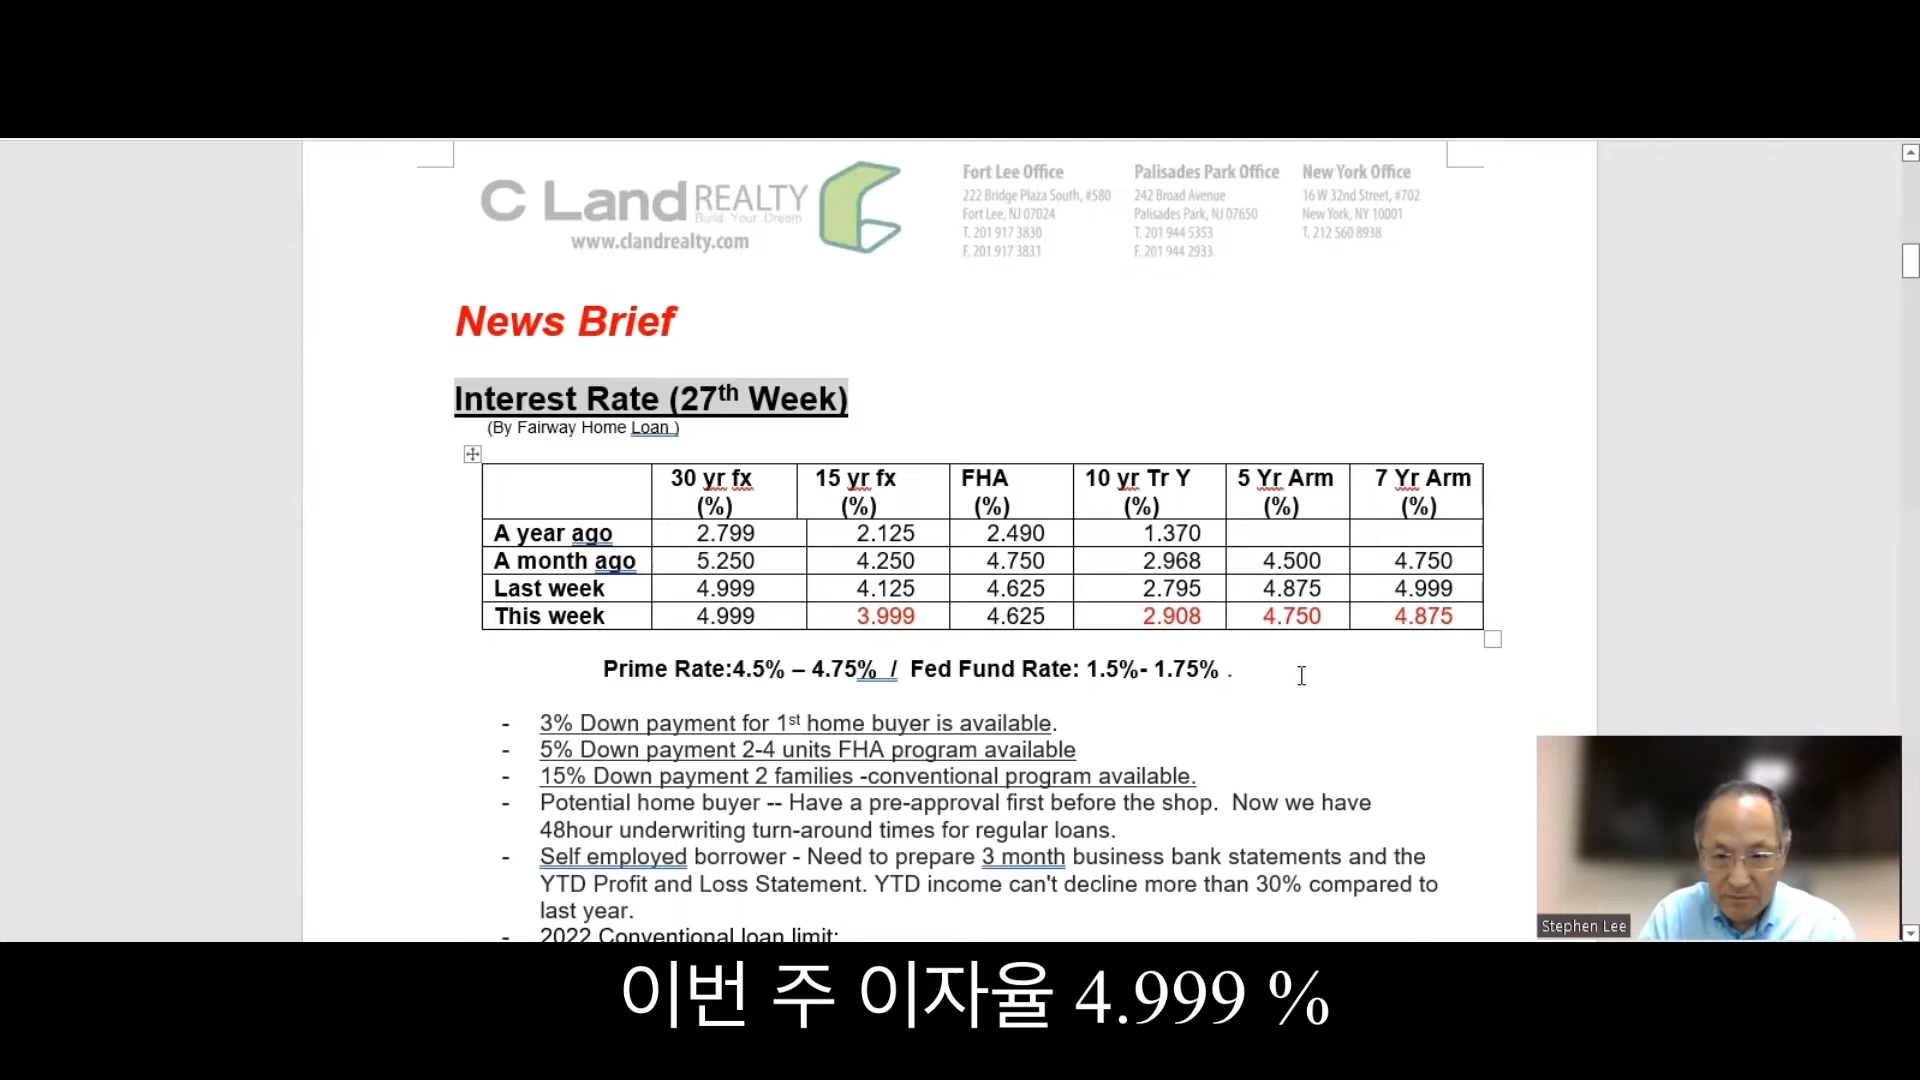 C Land REALTY
Build Your Dream
www.clandrealty.com
Fort Lee Office
222 Bridge Plaza South, #580
Fort Lee, NJ 07024
T. 201 917 3830
F. 201 917 3831
Palisades Park Office
242 Broad Avenue
Palisades Park, NJ 07650
T. 201 944 5353
F. 201 944 2933
New York Office
16 W 32nd Street, #702
New York, NY 10001
T. 212 560 8938
News Brief
Interest Rate (27th Week)
(By Fairway Home Loan )
30 yr fx (%) 15 yr fx (%) FHA (%) 10 yr Tr Y (%) 5 Yr Arm (%) 7 Yr Arm (%)
A year ago 2.799 2.125 2.490 1.370
A month ago 5.250 4.250 4.750 2.968 4.500 4.750
Last week 4.999 4.125 4.625 2.795 4.875 4.999
This week 4.999 3.999 4.625 2.908 4.750 4.875
Prime Rate:4.5% – 4.75% / Fed Fund Rate: 1.5%- 1.75% .
- 3% Down payment for 1st home buyer is available.
- 5% Down payment 2-4 units FHA program available
- 15% Down payment 2 families -conventional program available.
- Potential home buyer -- Have a pre-approval first before the shop. Now we have
48hour underwriting turn-around times for regular loans.
- Self employed borrower - Need to prepare 3 month business bank statements and the
YTD Profit and Loss Statement. YTD income can't decline more than 30% compared to
last year.
- 2022 Conventional loan limit:
Stephen Lee
이번 주 이자율 4.999 %